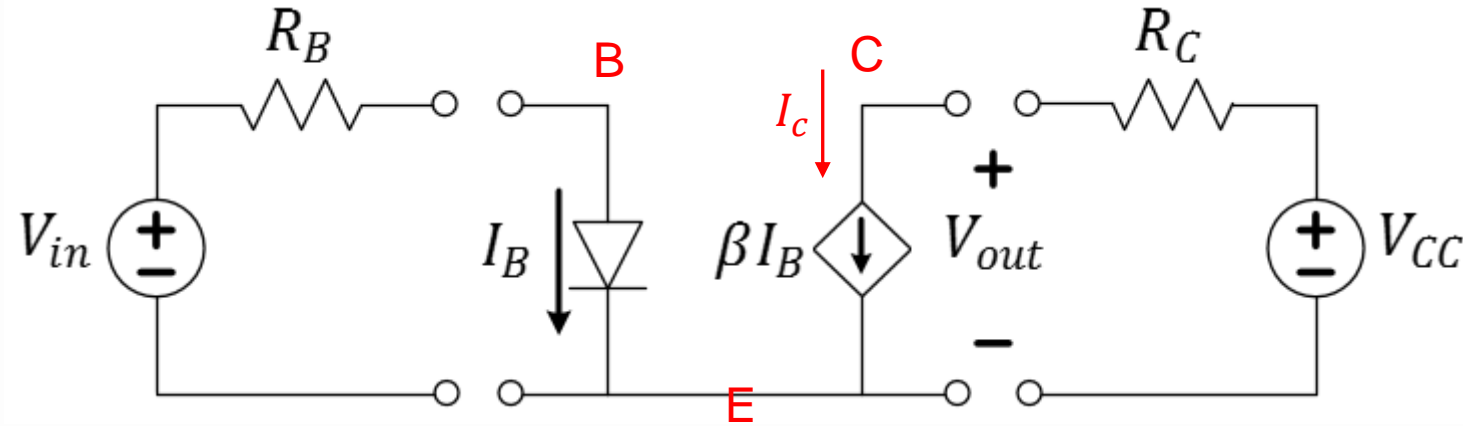 R_B
B
C
R_C
I_c
+
V_in
+
−
I_B
βI_B
V_out
+
−
V_CC
−
E